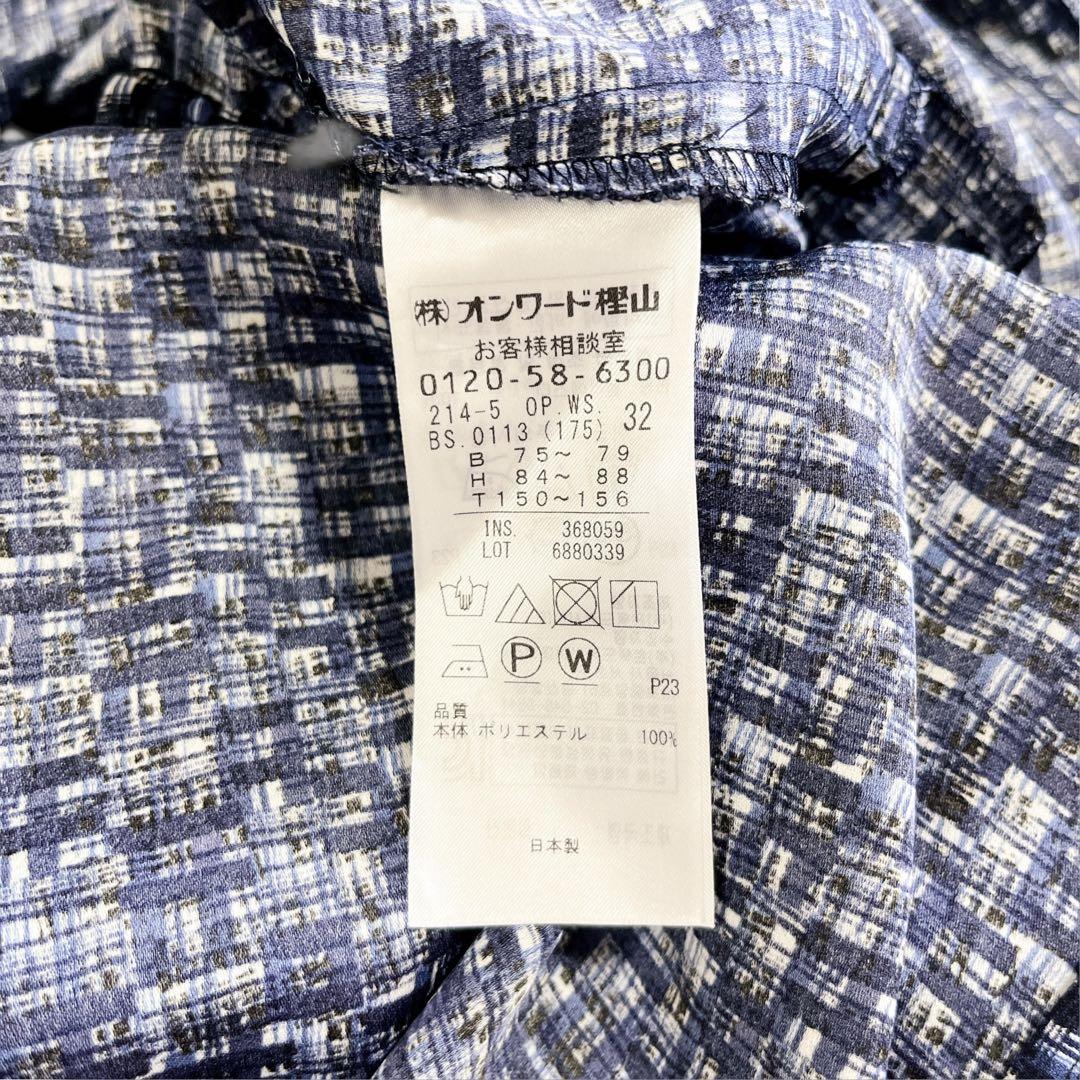 (株)オンワード樫山
お客様相談室
0120-58-6300
214-5 OP.WS. 32
BS.0113 (175)
B 75~ 79
H 84~ 88
T150~156
INS. 368059
LOT 6880339
P W
P23
品質
本体 ポリエステル 100%
日本製